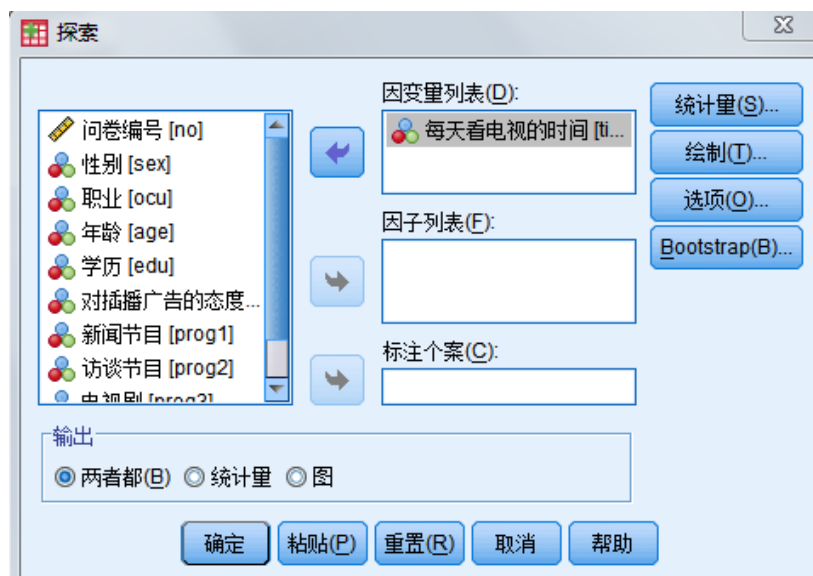 探索
问卷编号 [no]
性别 [sex]
职业 [ocu]
年龄 [age]
学历 [edu]
对插播广告的态度...
新闻节目 [prog1]
访谈节目 [prog2]
电视剧 [prog3]
因变量列表(D):
每天看电视的时间 [ti...
因子列表(F):
标注个案(C):
统计量(S)...
绘制(T)...
选项(O)...
Bootstrap(B)...
输出
两者都(B) 统计量 图
确定 粘贴(P) 重置(R) 取消 帮助